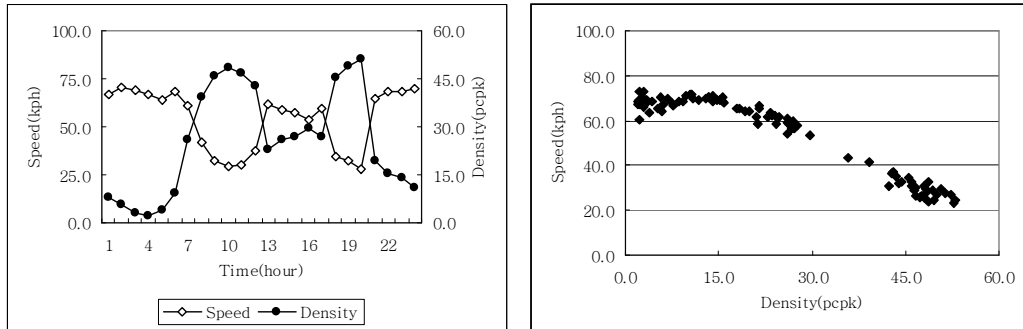 100.0
75.0
50.0
25.0
0.0
Speed(kph)
60.0
45.0
30.0
15.0
0.0
Density(pcpk)
1 4 7 10 13 16 19 22
Time(hour)
Speed Density
100.0
80.0
60.0
40.0
20.0
0.0
Speed(kph)
0.0 15.0 30.0 45.0 60.0
Density(pcpk)